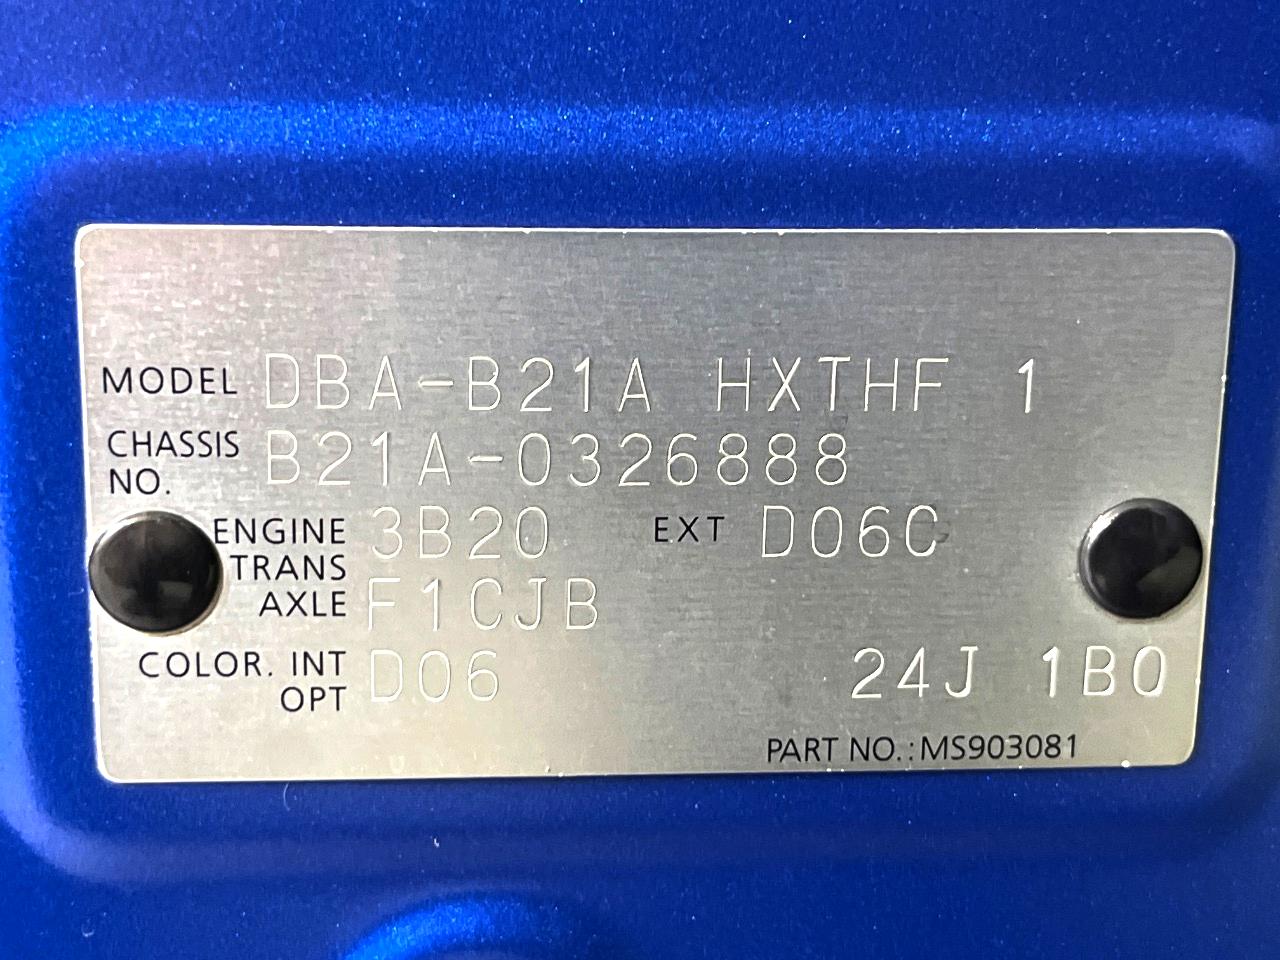 MODEL DBA-B21A HXTHF 1
CHASSIS NO. B21A-0326888
ENGINE 3B20 EXT D06C
TRANS AXLE F1CJB
COLOR. INT OPT D06 24J 1B0
PART NO.:MS903081